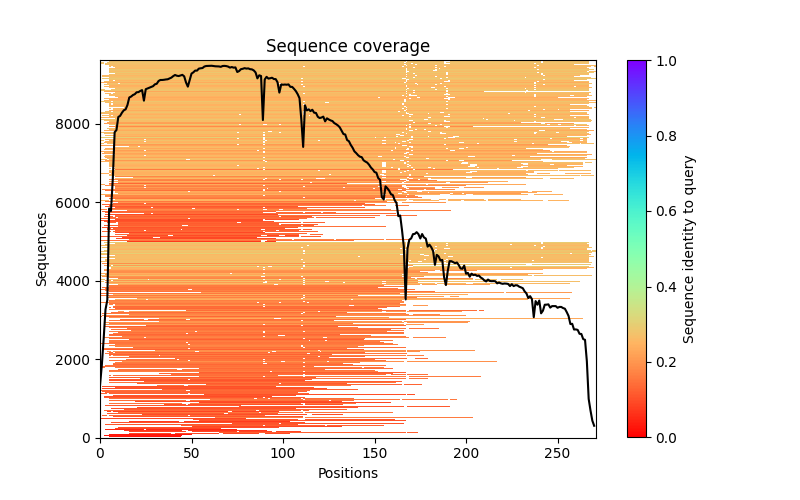 Sequence coverage
Sequences
8000
6000
4000
2000
0
0 50 100 150 200 250
Positions
1.0
0.8
0.6
0.4
0.2
0.0
Sequence identity to query